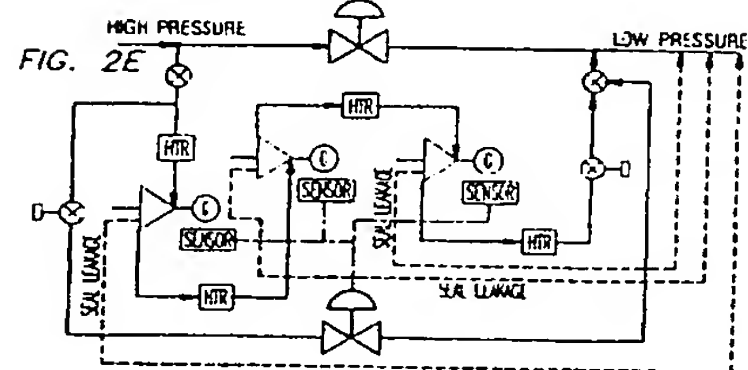 HIGH PRESSURE
LOW PRESSURE
FIG. 2E
HTR
HTR
G
G
SENSOR
SENSOR
G
SENSOR
SEAL LEAKAGE
SEAL LEAKAGE
HTR
HTR
SEAL LEAKAGE